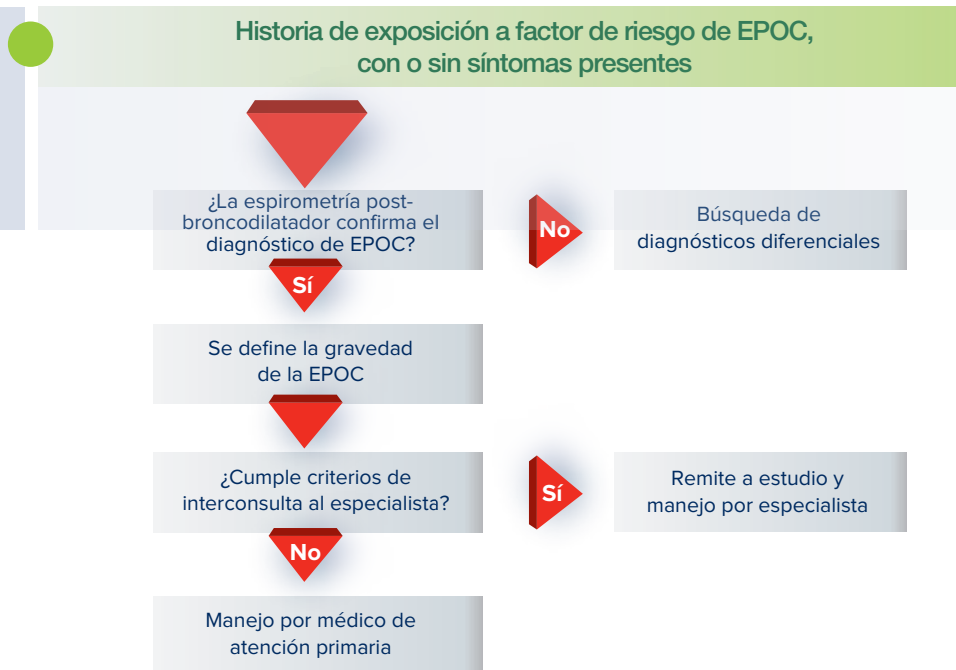 Historia de exposición a factor de riesgo de EPOC,
con o sin síntomas presentes
¿La espirometría post-
broncodilatador confirma el
diagnóstico de EPOC?
No
Búsqueda de
diagnósticos diferenciales
Sí
Se define la gravedad
de la EPOC
¿Cumple criterios de
interconsulta al especialista?
Sí
Remite a estudio y
manejo por especialista
No
Manejo por médico de
atención primaria